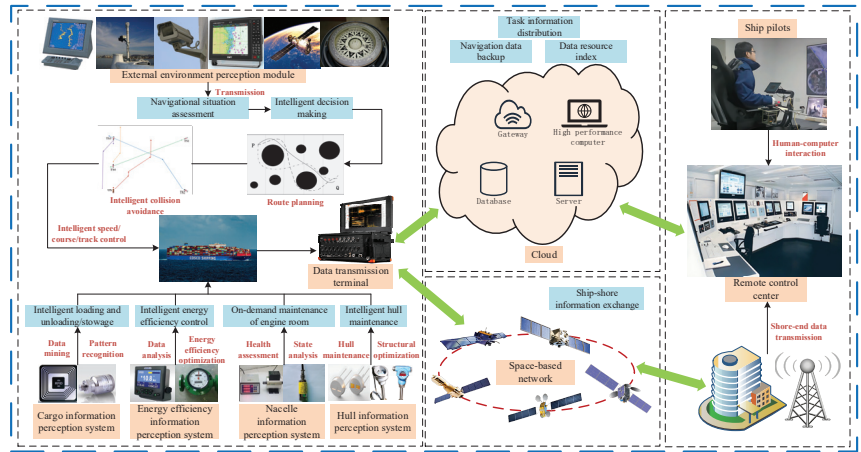 External environment perception module
Transmission
Navigational situation
assessment
Intelligent decision
making
Intelligent collision
avoidance
Route planning
Intelligent speed/
course/track control
Data transmission
terminal
Intelligent loading and
unloading/stowage
Intelligent energy
efficiency control
On-demand maintenance
of engine room
Intelligent hull
maintenance
Data
mining
Pattern
recognition
Data
analysis
Energy
efficiency
optimization
Health
assessment
State
analysis
Hull
maintenance
Structural
optimization
Cargo information
perception system
Energy efficiency
information
perception system
Nacelle
information
perception system
Hull information
perception system
Task information
distribution
Navigation data
backup
Data resource
index
Gateway
High performance
computer
Database
Server
Cloud
Ship-shore
information exchange
Space-based
network
Ship pilots
Human-computer
interaction
Remote control
center
Shore-end data
transmission